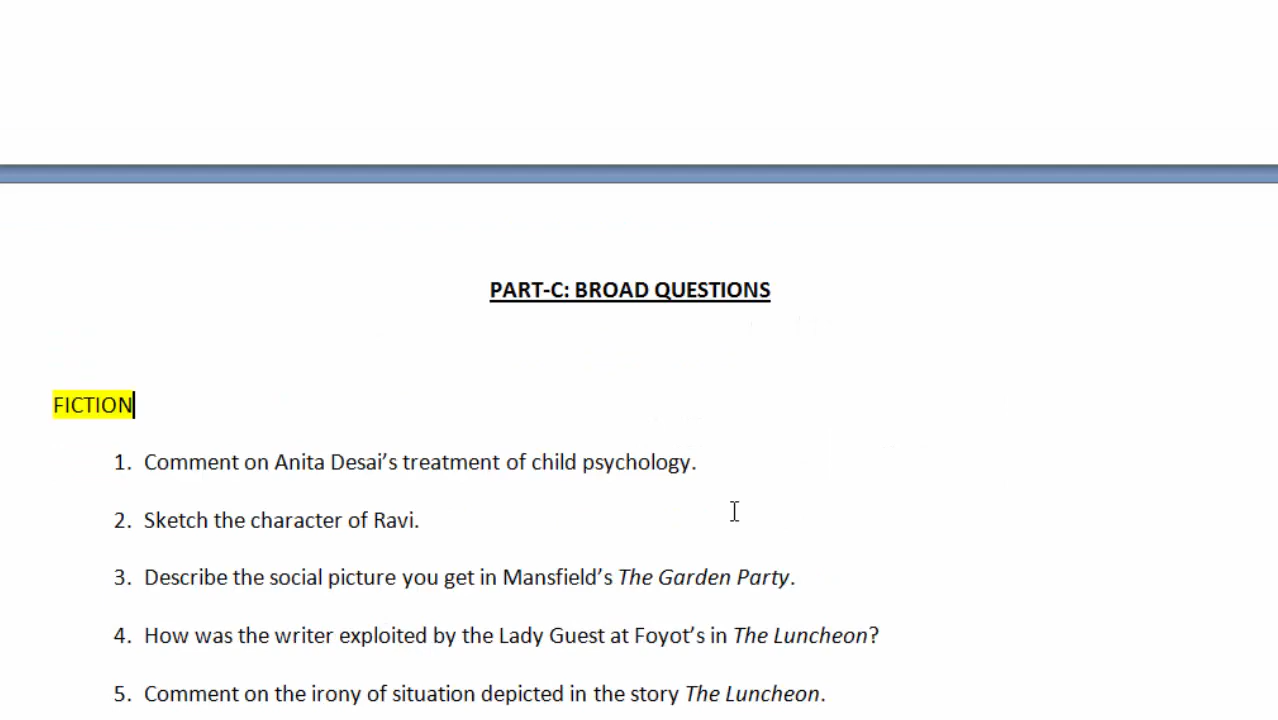 PART-C: BROAD QUESTIONS
FICTION
1. Comment on Anita Desai’s treatment of child psychology.
2. Sketch the character of Ravi.
3. Describe the social picture you get in Mansfield’s The Garden Party.
4. How was the writer exploited by the Lady Guest at Foyot’s in The Luncheon?
5. Comment on the irony of situation depicted in the story The Luncheon.